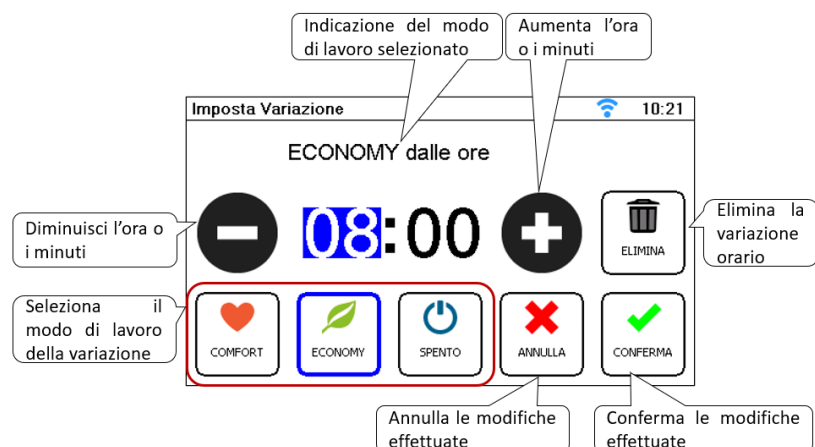 Indicazione del modo
di lavoro selezionato
Aumenta l'ora
o i minuti
Imposta Variazione
10:21
ECONOMY dalle ore
Diminuisci l'ora o
i minuti
08:00
ELIMINA
Elimina la
variazione
orario
Seleziona il
modo di lavoro
della variazione
COMFORT
ECONOMY
SPENTO
ANNULLA
CONFERMA
Annulla le modifiche
effettuate
Conferma le modifiche
effettuate